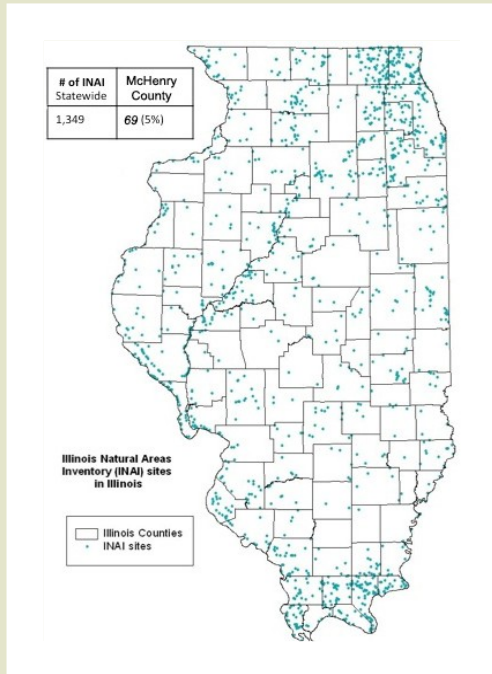 # of INAI McHenry
Statewide County
1,349 69 (5%)
Illinois Natural Areas
Inventory (INAI) sites
in Illinois
Illinois Counties
INAI sites